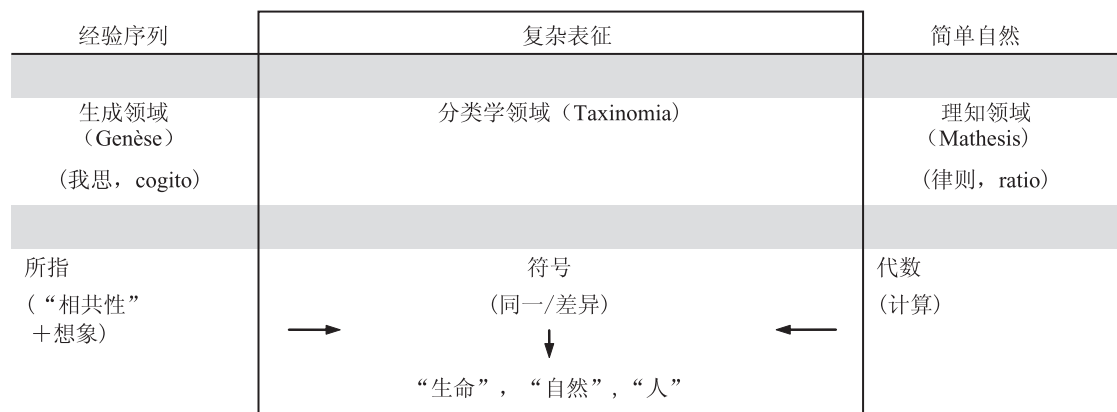 经验序列
复杂表征
简单自然
生成领域
（Genèse）
(我思，cogito)
分类学领域（Taxinomia）
理知领域
（Mathesis）
(律则，ratio)
所指
(“相共性”
＋想象)
符号
(同一/差异)
代数
(计算)
“生命”，“自然”,“人”